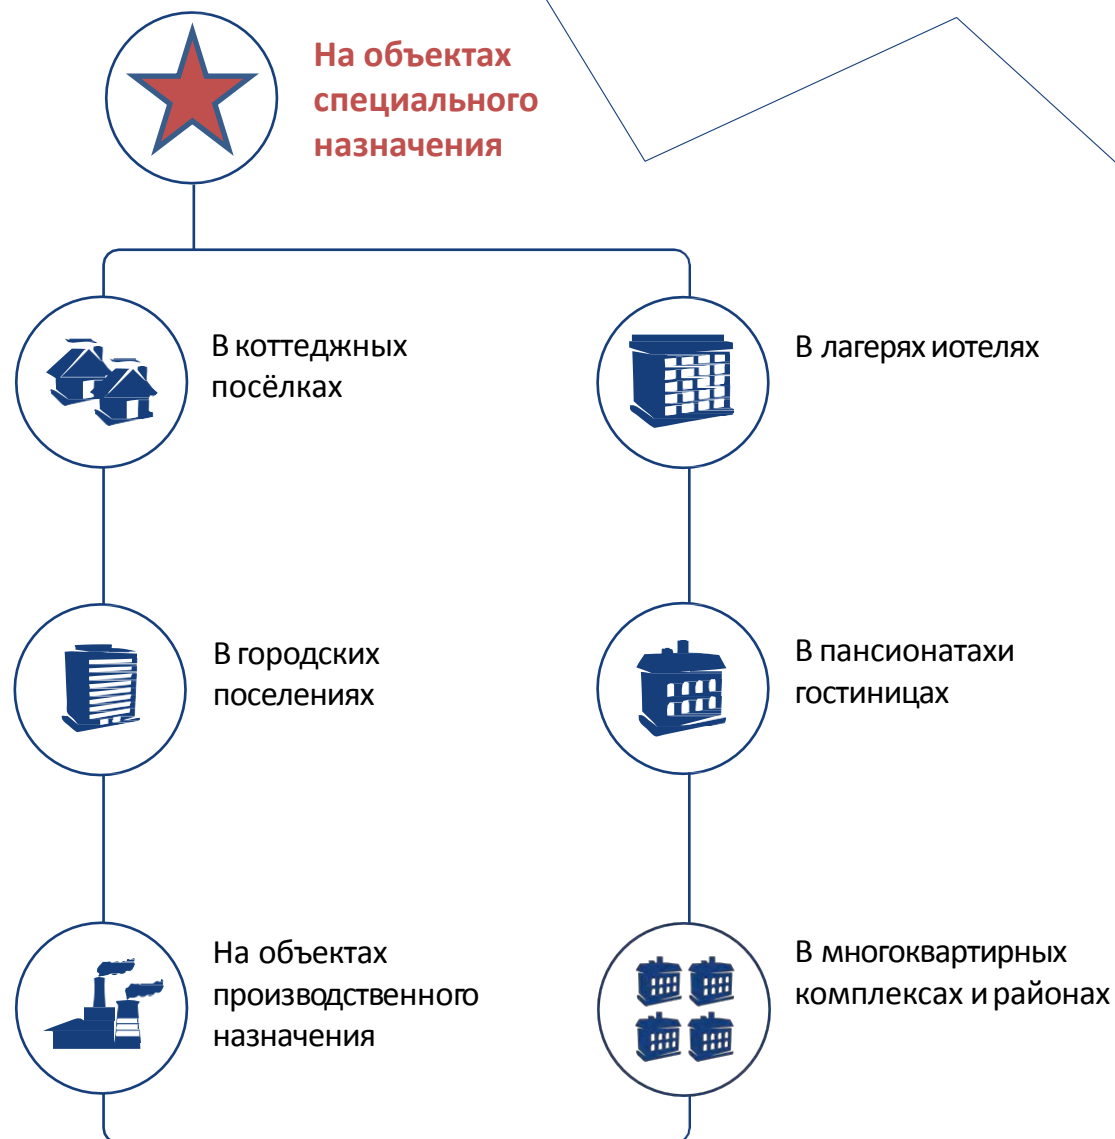 На объектах
специального
назначения
В коттеджных
посёлках
В лагерях иотелях
В городских
поселениях
В пансионатахи
гостиницах
На объектах
производственного
назначения
В многоквартирных
комплексах и районах